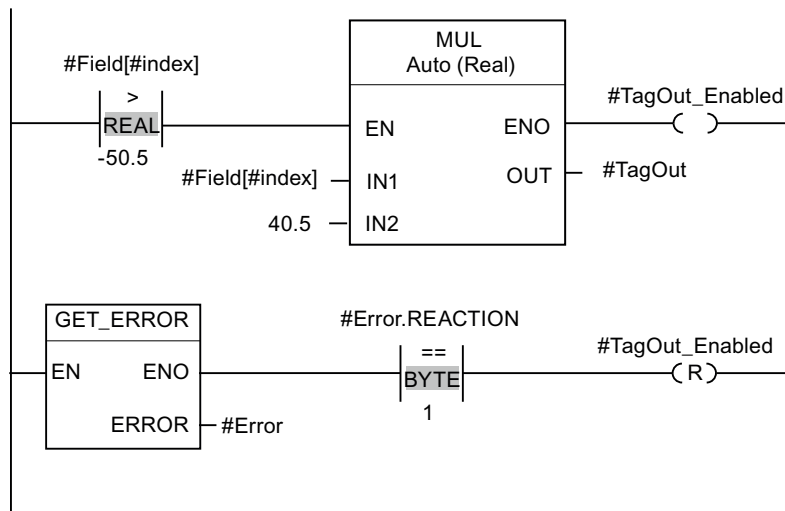 MUL
Auto (Real)
#Field[#index]
>
REAL
-50.5
EN
ENO
#TagOut_Enabled
( )
#Field[#index]
IN1
OUT
#TagOut
40.5
IN2
GET_ERROR
EN
ENO
ERROR
#Error
#Error.REACTION
==
BYTE
1
#TagOut_Enabled
(R)